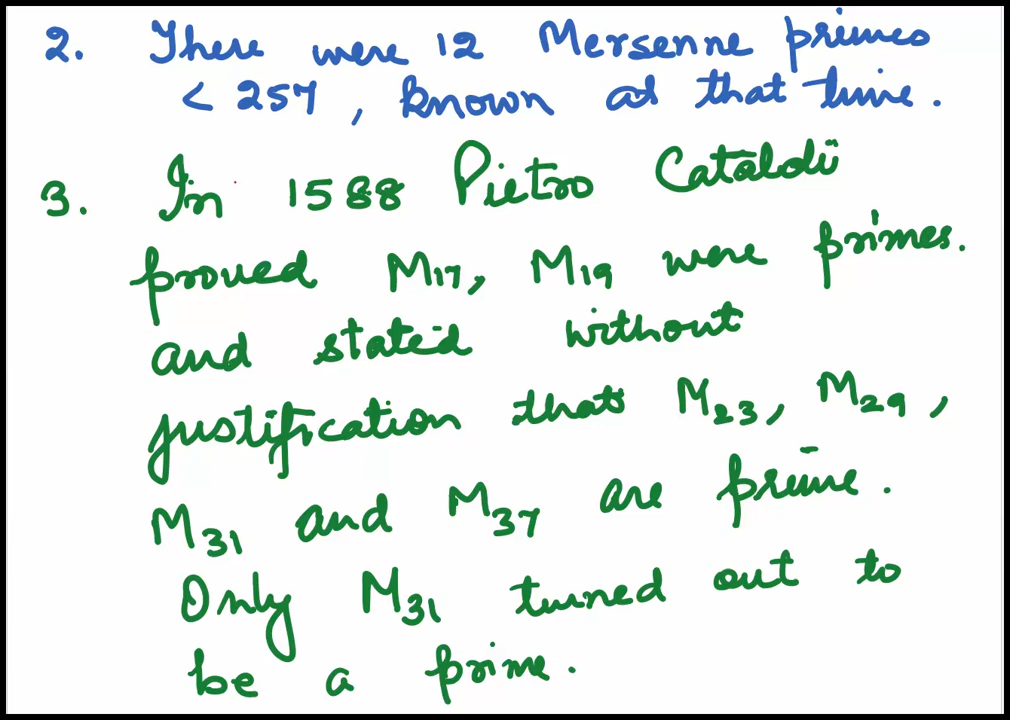 2. There were 12 Mersenne primes
< 257, known at that time.
3. In 1588 Pietro Cataldi
proved M17, M19 were primes.
and stated without
justification that M23, M29,
M31 and M37 are prime.
Only M31 turned out to
be a prime.